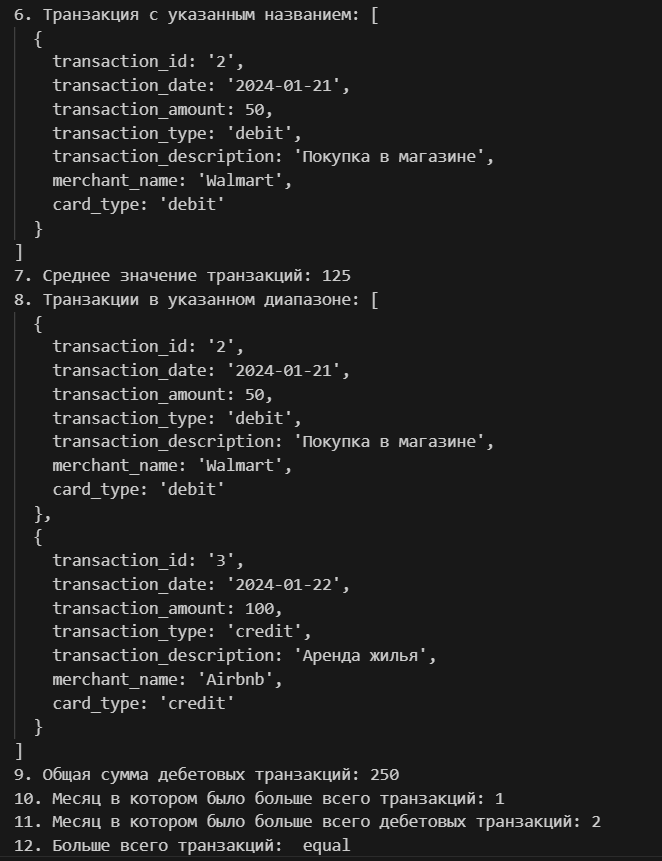 6. Транзакция с указанным названием: [
  {
    transaction_id: '2',
    transaction_date: '2024-01-21',
    transaction_amount: 50,
    transaction_type: 'debit',
    transaction_description: 'Покупка в магазине',
    merchant_name: 'Walmart',
    card_type: 'debit'
  }
]
7. Среднее значение транзакций: 125
8. Транзакции в указанном диапазоне: [
  {
    transaction_id: '2',
    transaction_date: '2024-01-21',
    transaction_amount: 50,
    transaction_type: 'debit',
    transaction_description: 'Покупка в магазине',
    merchant_name: 'Walmart',
    card_type: 'debit'
  },
  {
    transaction_id: '3',
    transaction_date: '2024-01-22',
    transaction_amount: 100,
    transaction_type: 'credit',
    transaction_description: 'Аренда жилья',
    merchant_name: 'Airbnb',
    card_type: 'credit'
  }
]
9. Общая сумма дебетовых транзакций: 250
10. Месяц в котором было больше всего транзакций: 1
11. Месяц в котором было больше всего дебетовых транзакций: 2
12. Больше всего транзакций:  equal